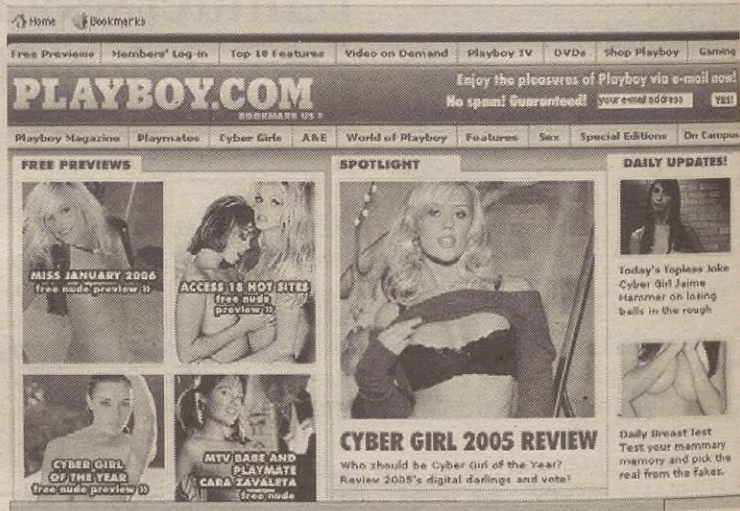 Home Bookmarks
Free Previews Members' Log-in Top 10 Features Video on Demand Playboy TV DVDs Shop Playboy Gaming
PLAYBOY.COM
BOOKMARK US ?
Enjoy the pleasures of Playboy via e-mail now!
No spam! Guaranteed! your e-mail address YES!
Playboy Magazine Playmates Cyber Girls A&E World of Playboy Features Sex Special Editions On Campus
FREE PREVIEWS
MISS JANUARY 2006
free nude preview »
ACCESS 18 HOT SITES
free nude
preview »
CYBER GIRL
OF THE YEAR
free nude preview »
MTV BABE AND
PLAYMATE
CARA ZAVALETA
free nude
SPOTLIGHT
CYBER GIRL 2005 REVIEW
Who should be Cyber Girl of the Year?
Review 2005's digital darlings and vote!
DAILY UPDATES!
Today's Topless Joke
Cyber Girl Jaime
Hammer on losing
balls in the rough
Daily Breast Test
Test your mammary
memory and pick the
real from the fakes.